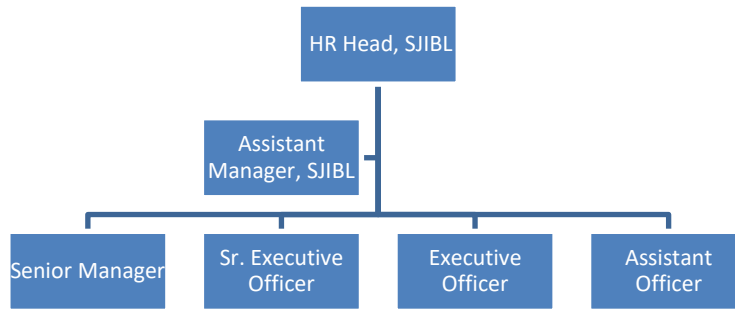 HR Head, SJIBL
Assistant
Manager, SJIBL
Senior Manager
Sr. Executive
Officer
Executive
Officer
Assistant
Officer